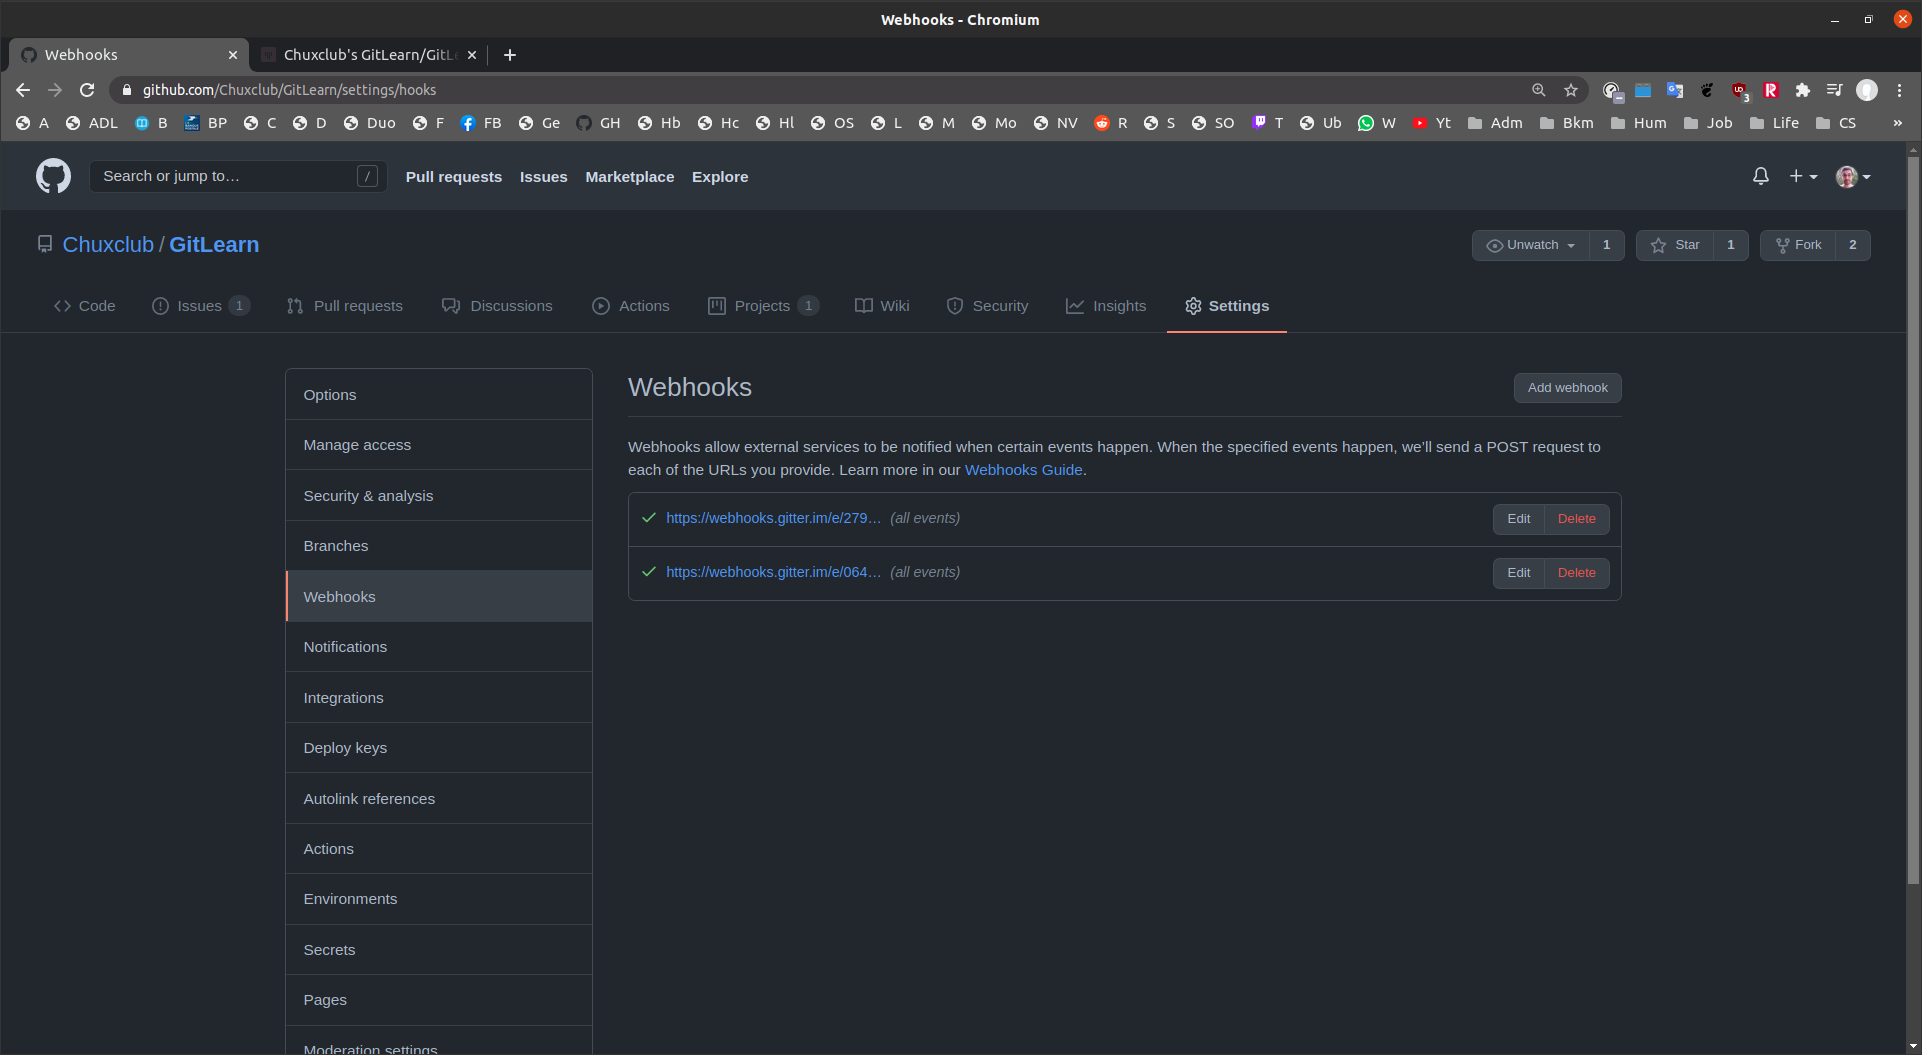 Webhooks - Chromium
Webhooks
Chuxclub's GitLearn/GitLe
github.com/Chuxclub/GitLearn/settings/hooks
3
A ADL B BP C D Duo F FB Ge GH Hb Hc Hl OS L M Mo NV R S SO T Ub W Yt Adm Bkm Hum Job Life CS »
Search or jump to… /
Pull requests Issues Marketplace Explore
Chuxclub / GitLearn
Unwatch 1 Star 1 Fork 2
Code Issues 1 Pull requests Discussions Actions Projects 1 Wiki Security Insights Settings
Options
Manage access
Security & analysis
Branches
Webhooks
Notifications
Integrations
Deploy keys
Autolink references
Actions
Environments
Secrets
Pages
Moderation settings
Webhooks
Add webhook
Webhooks allow external services to be notified when certain events happen. When the specified events happen, we'll send a POST request to
each of the URLs you provide. Learn more in our Webhooks Guide.
https://webhooks.gitter.im/e/279… (all events) Edit Delete
https://webhooks.gitter.im/e/064… (all events) Edit Delete